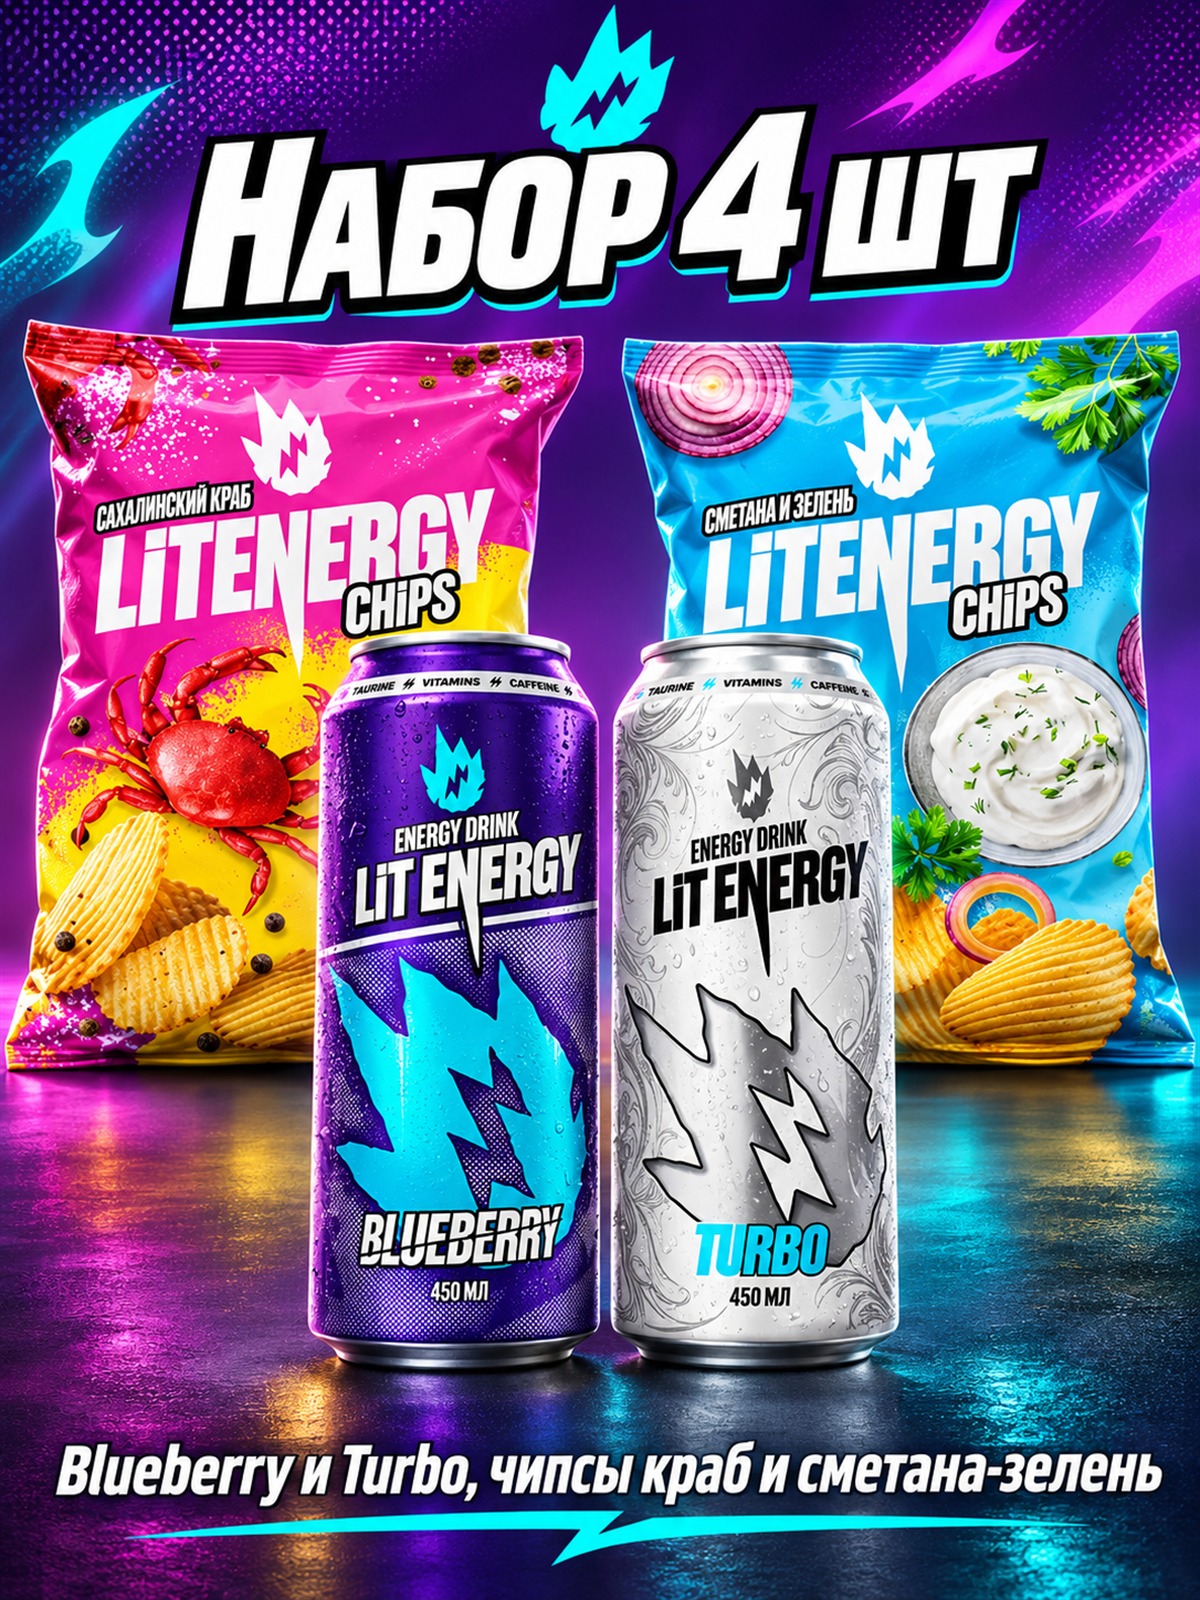 НАБОР 4 ШТ
САХАЛИНСКИЙ КРАБ
LiTENERGY
CHiPS
СМЕТАНА И ЗЕЛЕНЬ
LiTENERGY
CHiPS
TAURINE VITAMINS CAFFEINE
ENERGY DRINK
LiT ENERGY
BLUEBERRY
450 МЛ
TAURINE VITAMINS CAFFEINE
ENERGY DRINK
LiT ENERGY
TURBO
450 МЛ
Blueberry и Turbo, чипсы краб и сметана-зелень